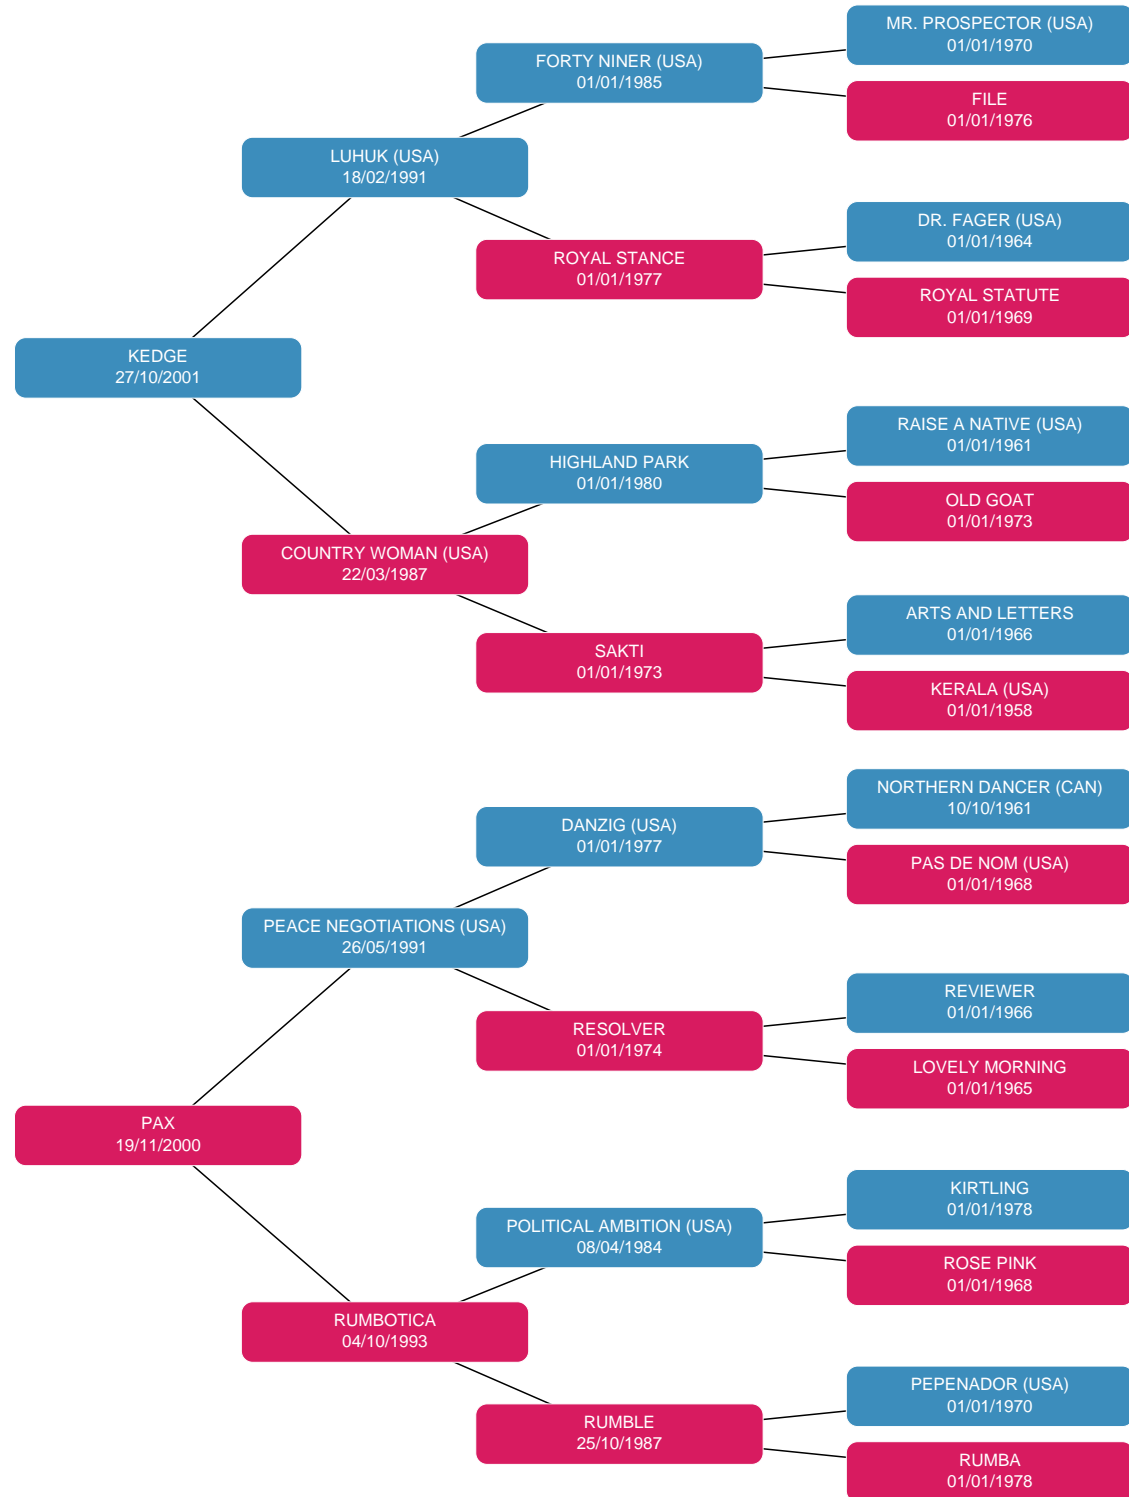 MR. PROSPECTOR (USA)
01/01/1970
FORTY NINER (USA)
01/01/1985
FILE
01/01/1976
LUHUK (USA)
18/02/1991
DR. FAGER (USA)
01/01/1964
ROYAL STANCE
01/01/1977
ROYAL STATUTE
01/01/1969
KEDGE
27/10/2001
RAISE A NATIVE (USA)
01/01/1961
HIGHLAND PARK
01/01/1980
OLD GOAT
01/01/1973
COUNTRY WOMAN (USA)
22/03/1987
ARTS AND LETTERS
01/01/1966
SAKTI
01/01/1973
KERALA (USA)
01/01/1958
NORTHERN DANCER (CAN)
10/10/1961
DANZIG (USA)
01/01/1977
PAS DE NOM (USA)
01/01/1968
PEACE NEGOTIATIONS (USA)
26/05/1991
REVIEWER
01/01/1966
RESOLVER
01/01/1974
LOVELY MORNING
01/01/1965
PAX
19/11/2000
KIRTLING
01/01/1978
POLITICAL AMBITION (USA)
08/04/1984
ROSE PINK
01/01/1968
RUMBOTICA
04/10/1993
PEPENADOR (USA)
01/01/1970
RUMBLE
25/10/1987
RUMBA
01/01/1978